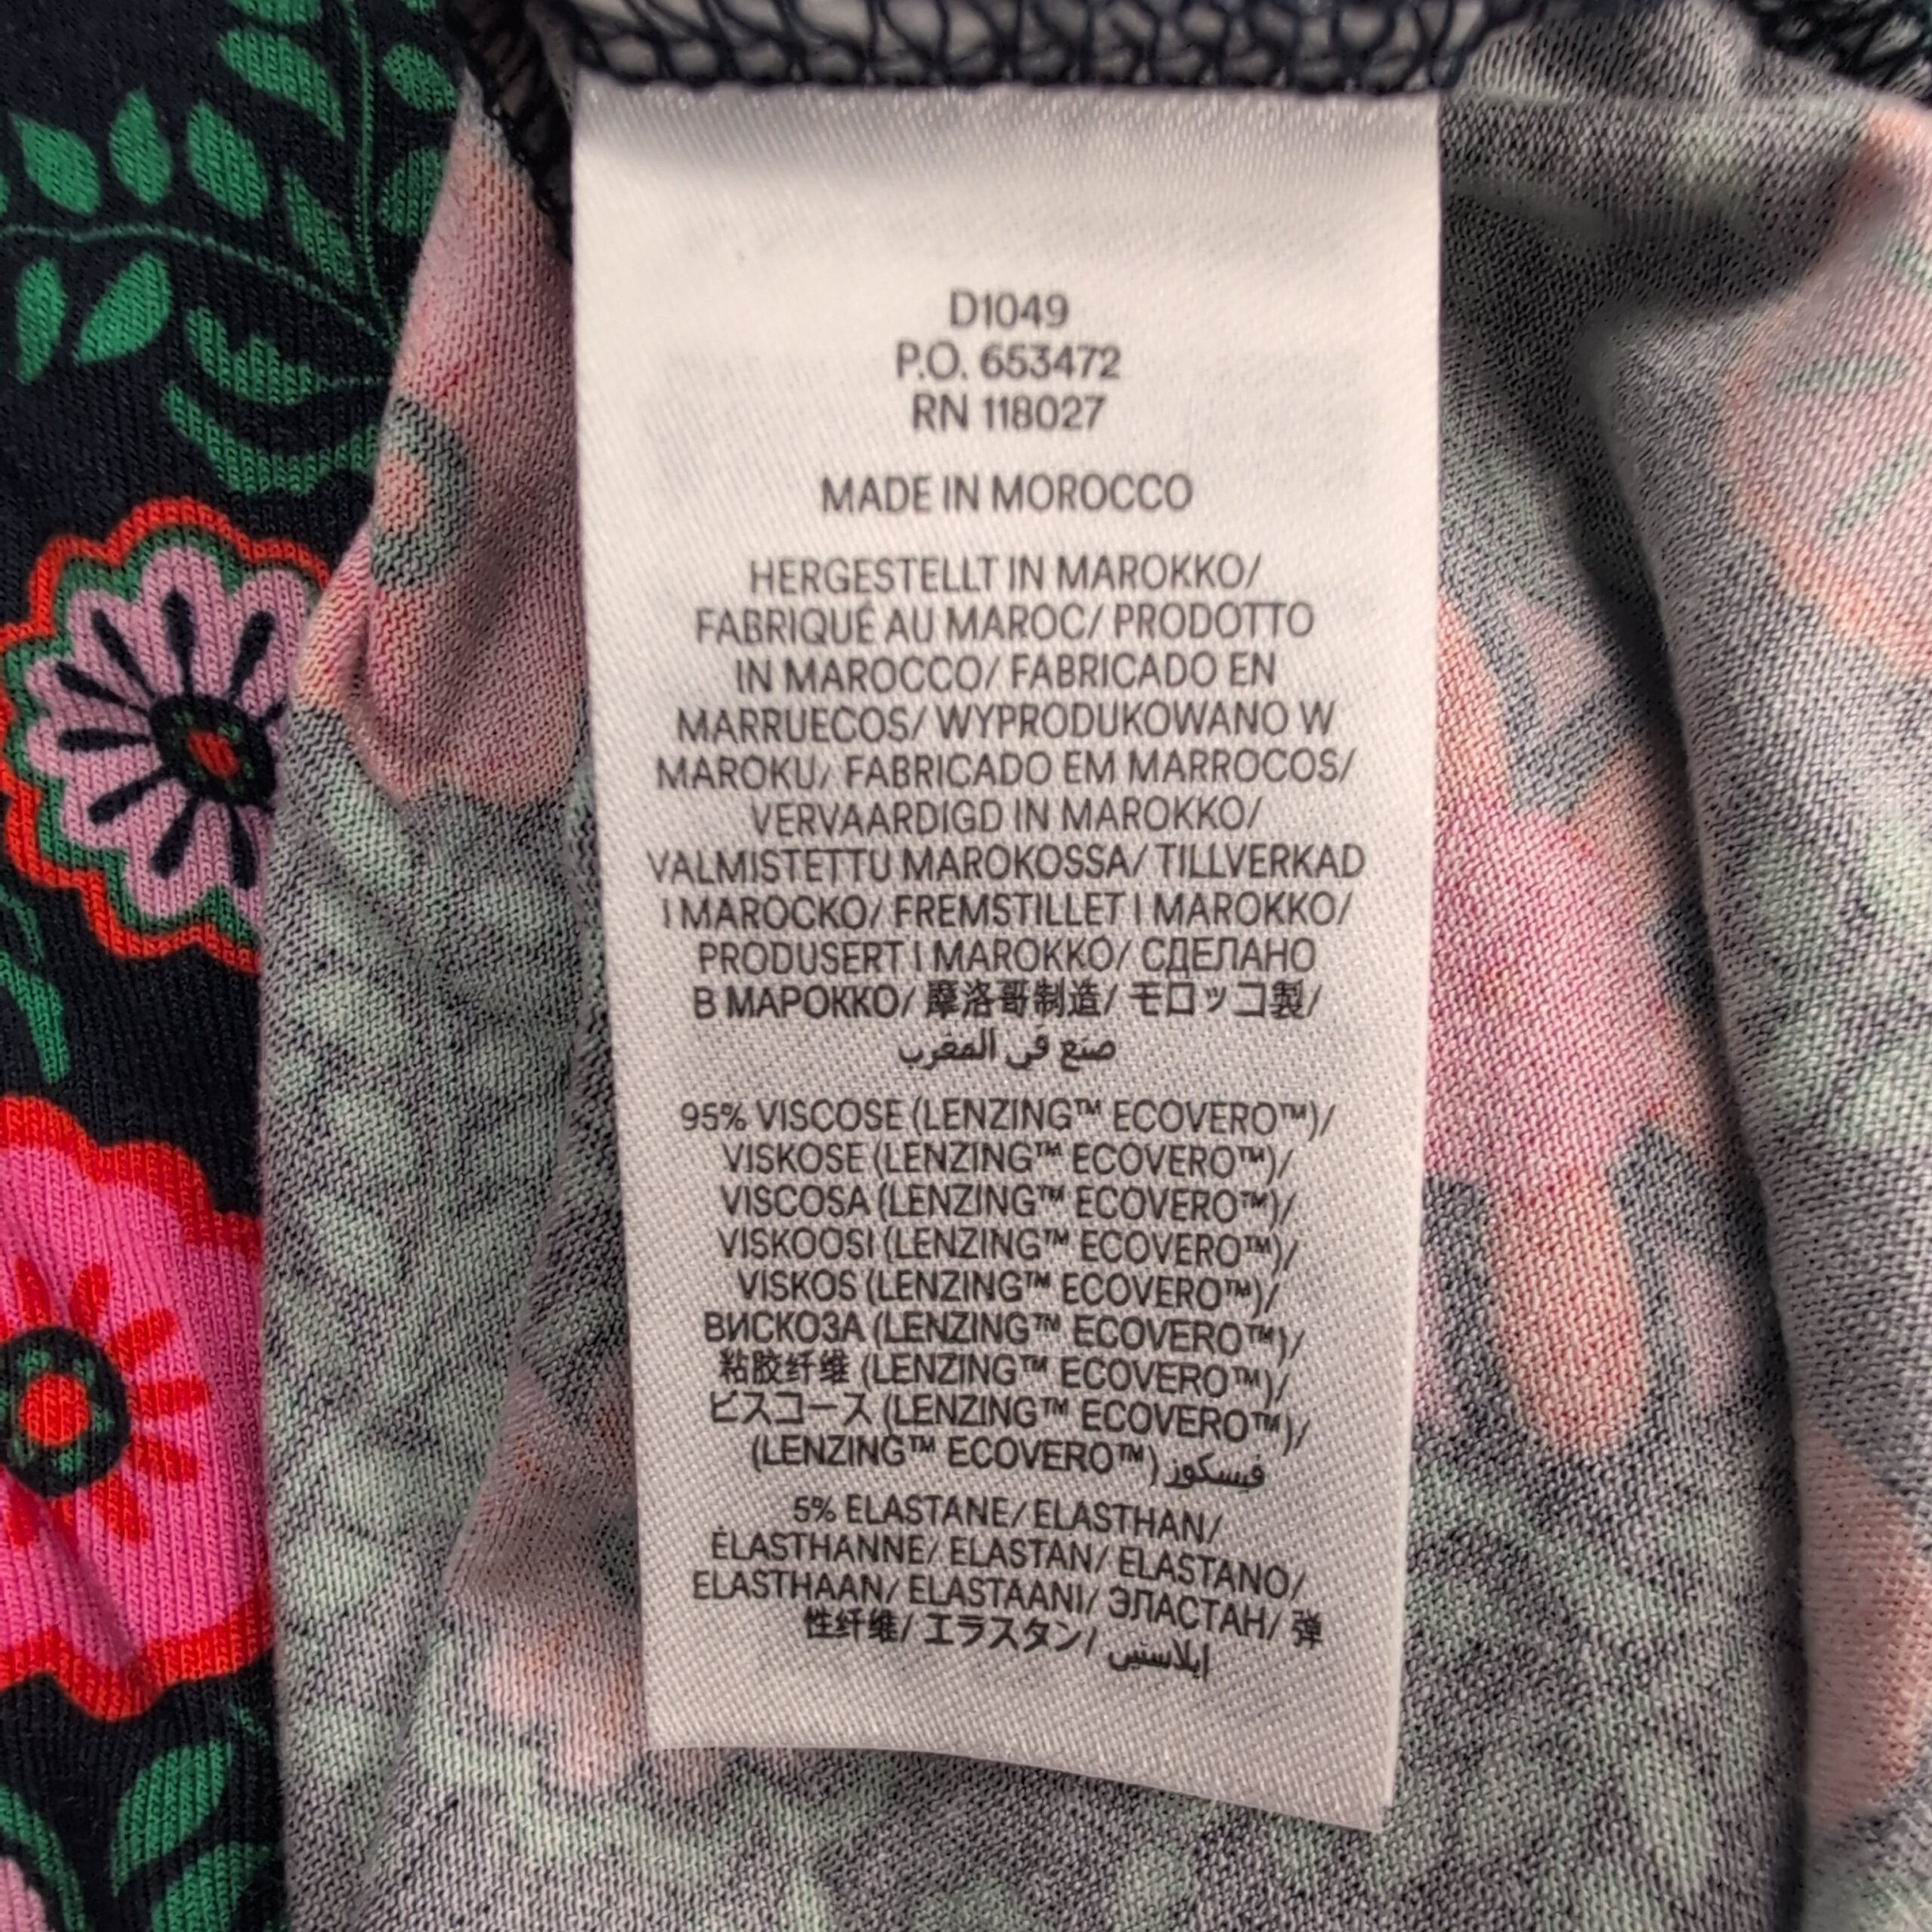 D1049
P.O. 653472
RN 118027
MADE IN MOROCCO
HERGESTELLT IN MAROKKO/
FABRIQUÉ AU MAROC/ PRODOTTO
IN MAROCCO/ FABRICADO EN
MARRUECOS/ WYPRODUKOWANO W
MAROKU/ FABRICADO EM MARROCOS/
VERVAARDIGD IN MAROKKO/
VALMISTETTU MAROKOSSA/ TILLVERKAD
I MAROCKO/ FREMSTILLET I MAROKKO/
PRODUSERT I MAROKKO/ СДЕЛАНО
В МАРОККО/ 摩洛哥制造/ モロッコ製/
صنع في المغرب
95% VISCOSE (LENZING™ ECOVERO™)/
VISKOSE (LENZING™ ECOVERO™)/
VISCOSA (LENZING™ ECOVERO™)/
VISKOOSI (LENZING™ ECOVERO™)/
VISKOS (LENZING™ ECOVERO™)/
ВИСКОЗА (LENZING™ ECOVERO™)/
粘胶纤维 (LENZING™ ECOVERO™)/
ビスコース (LENZING™ ECOVERO™)/
(LENZING™ ECOVERO™) فيسكوز
5% ELASTANE/ ELASTHAN/
ÉLASTHANNE/ ELASTAN/ ELASTANO/
ELASTHAAN/ ELASTAANI/ ЭЛАСТАН/ 弹
性纤维/ エラスタン/ إيلاستين